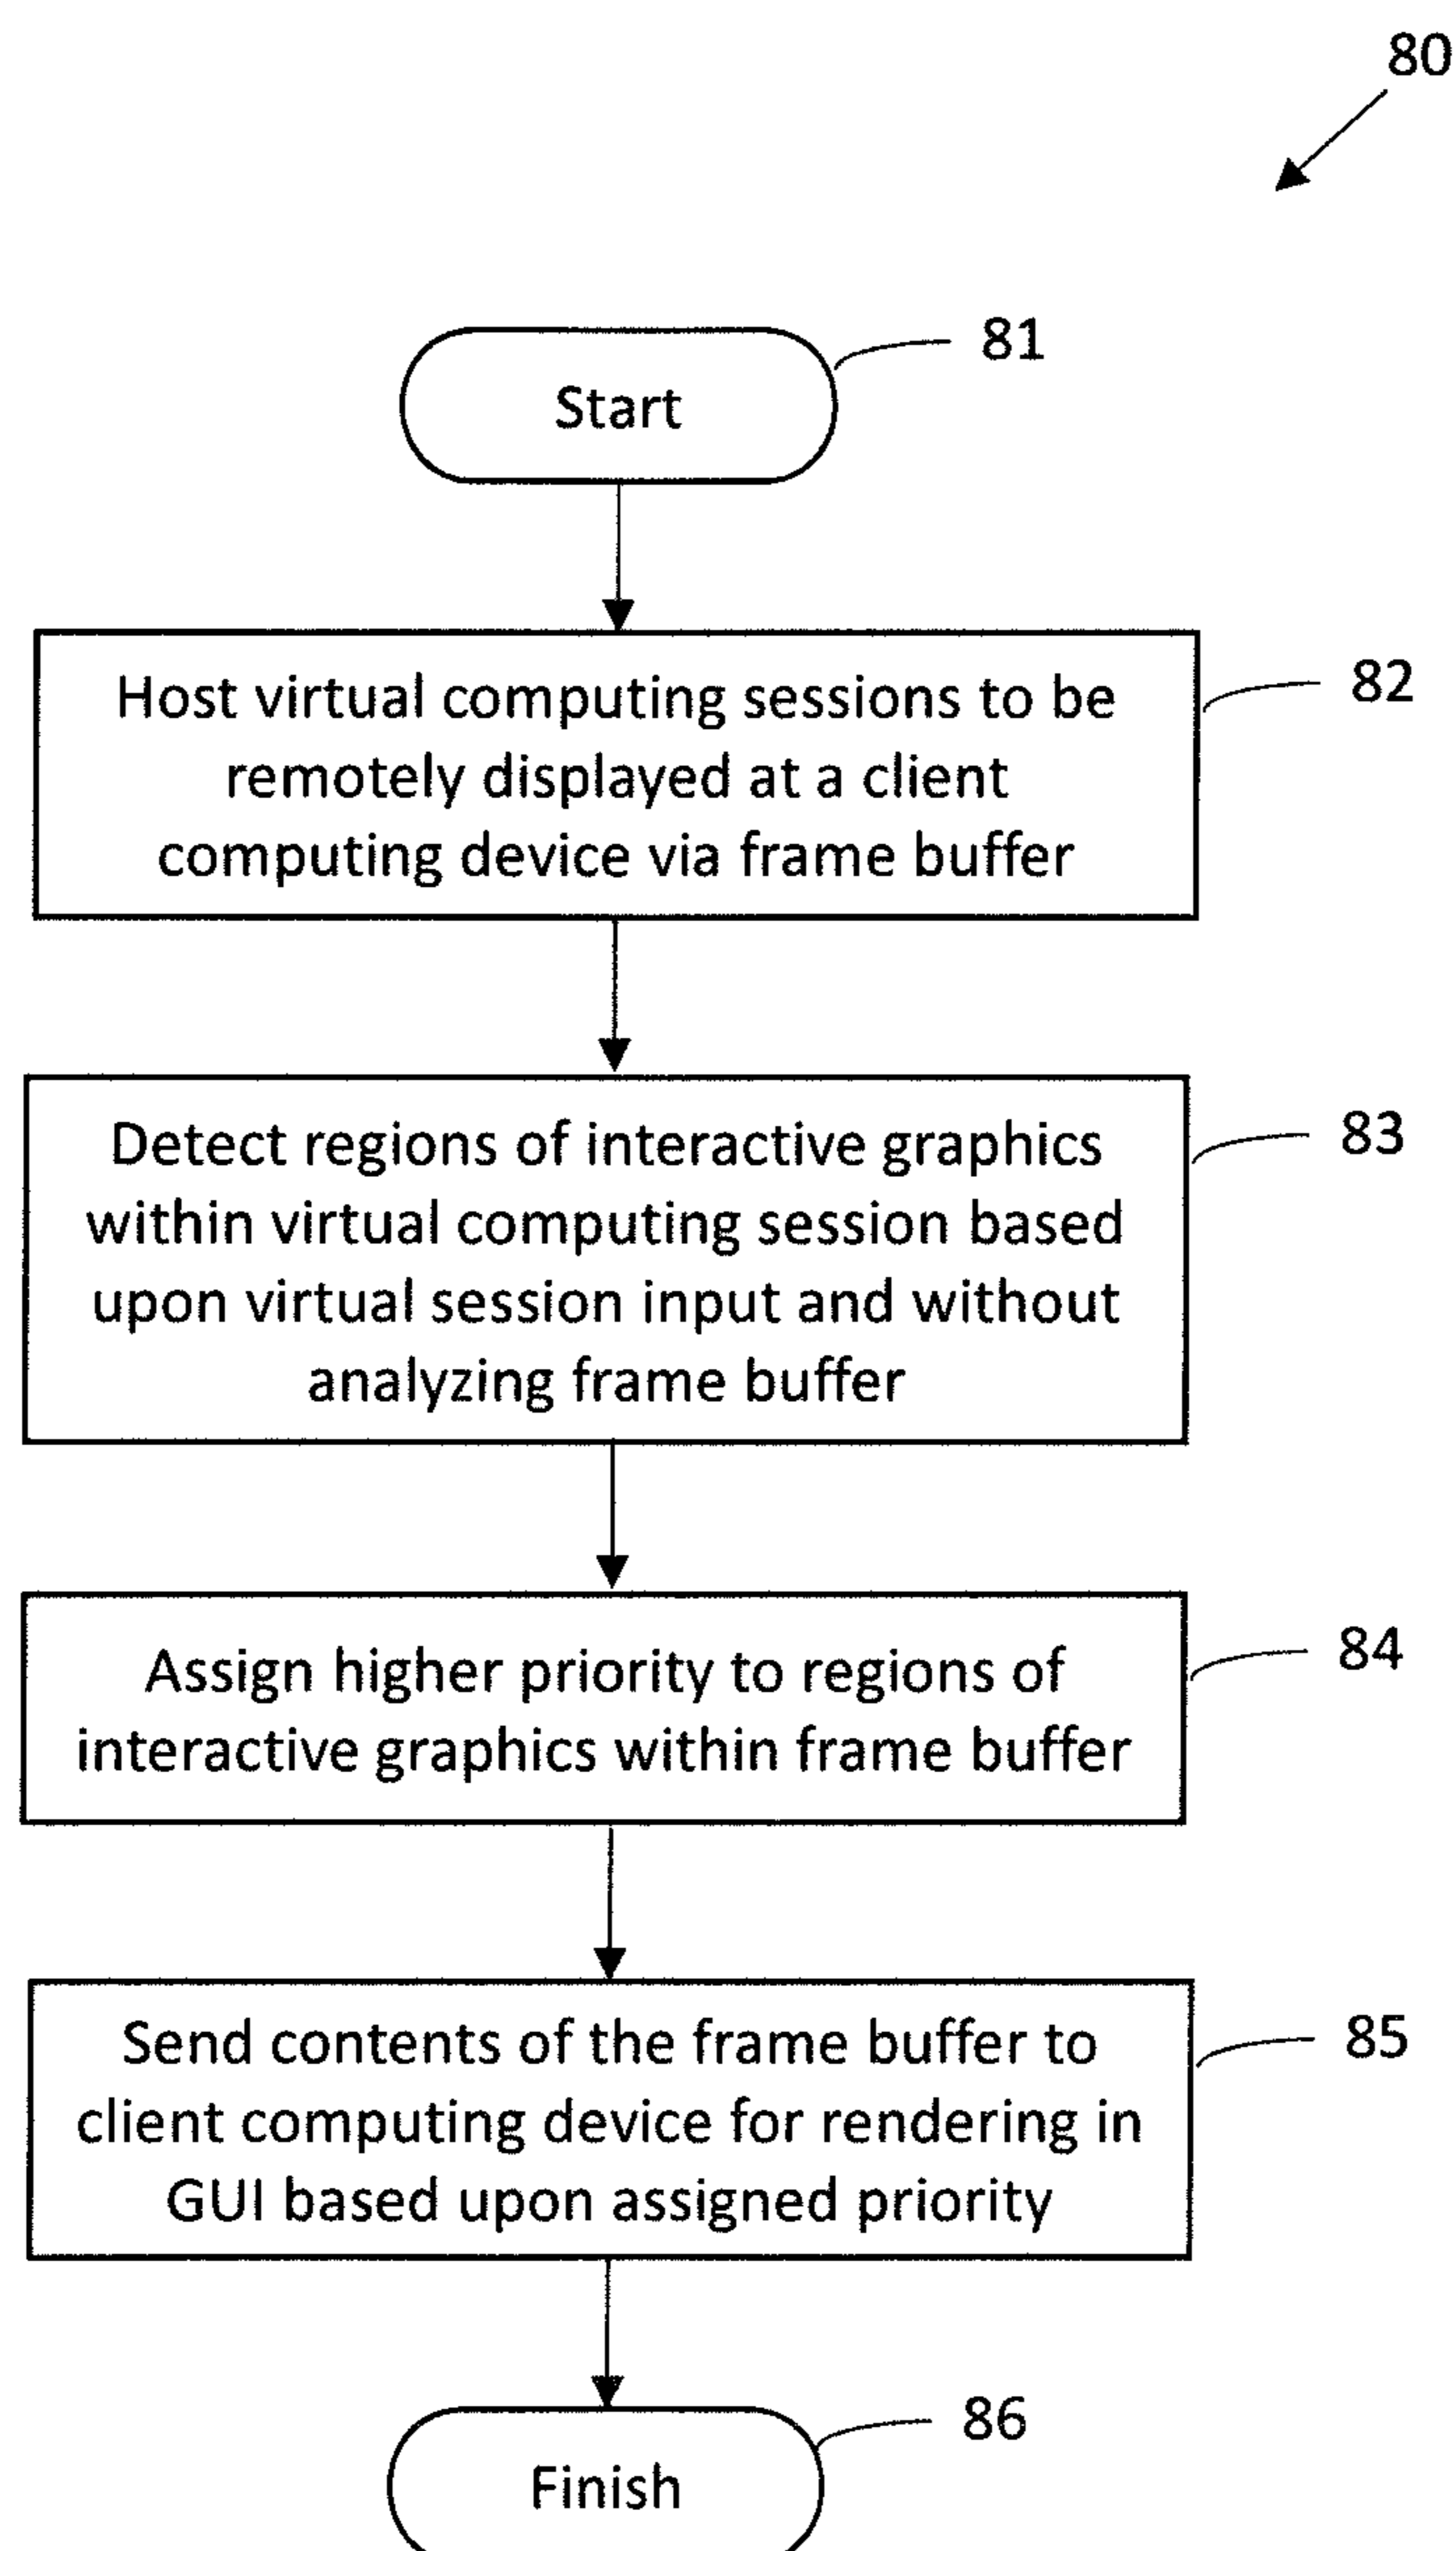 80
81
Start
82
Host virtual computing sessions to be
remotely displayed at a client
computing device via frame buffer
83
Detect regions of interactive graphics
within virtual computing session based
upon virtual session input and without
analyzing frame buffer
84
Assign higher priority to regions of
interactive graphics within frame buffer
85
Send contents of the frame buffer to
client computing device for rendering in
GUI based upon assigned priority
86
Finish